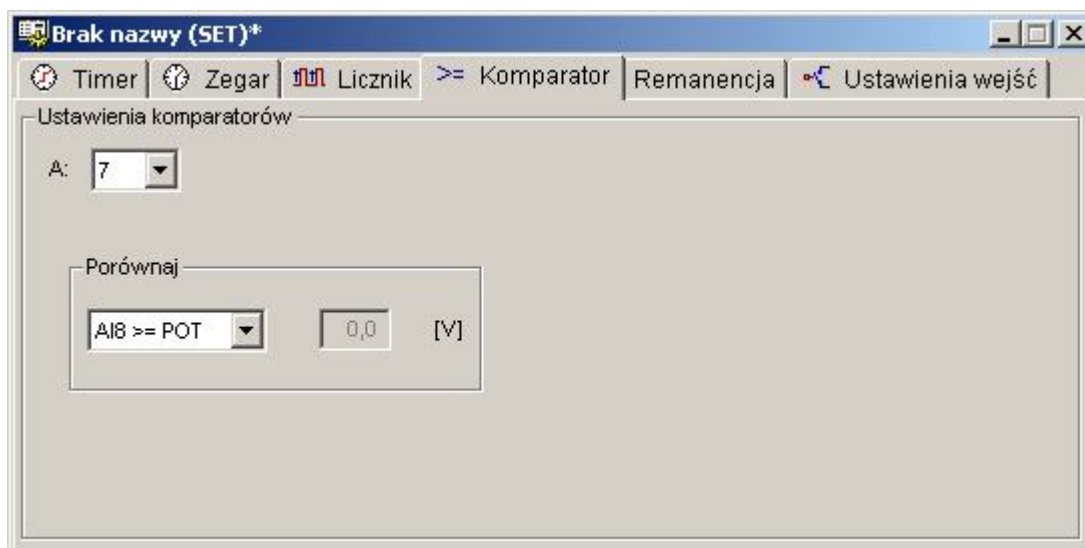 Brak nazwy (SET)*
Timer Zegar Licznik >= Komparator Remanencja Ustawienia wejść
Ustawienia komparatorów
A: 7
Porównaj
AI8 >= POT 0,0 [V]